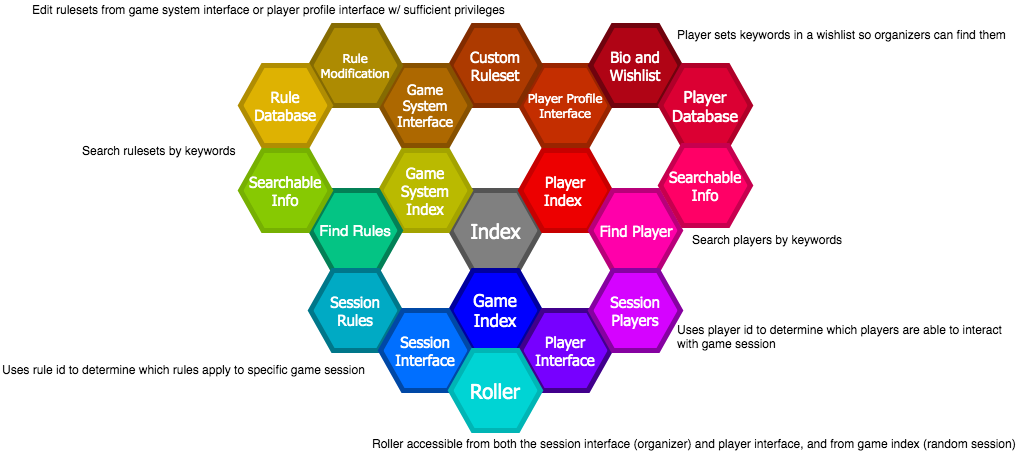 Edit rulesets from game system interface or player profile interface w/ sufficient privileges
Player sets keywords in a wishlist so organizers can find them
Rule
Modification
Custom
Ruleset
Bio and
Wishlist
Rule
Database
Game
System
Interface
Player Profile
Interface
Player
Database
Search rulesets by keywords
Searchable
Info
Game
System
Index
Player
Index
Searchable
Info
Find Rules
Index
Find Player
Search players by keywords
Session
Rules
Game
Index
Session
Players
Uses player id to determine which players are able to interact
with game session
Session
Interface
Player
Interface
Uses rule id to determine which rules apply to specific game session
Roller
Roller accessible from both the session interface (organizer) and player interface, and from game index (random session)